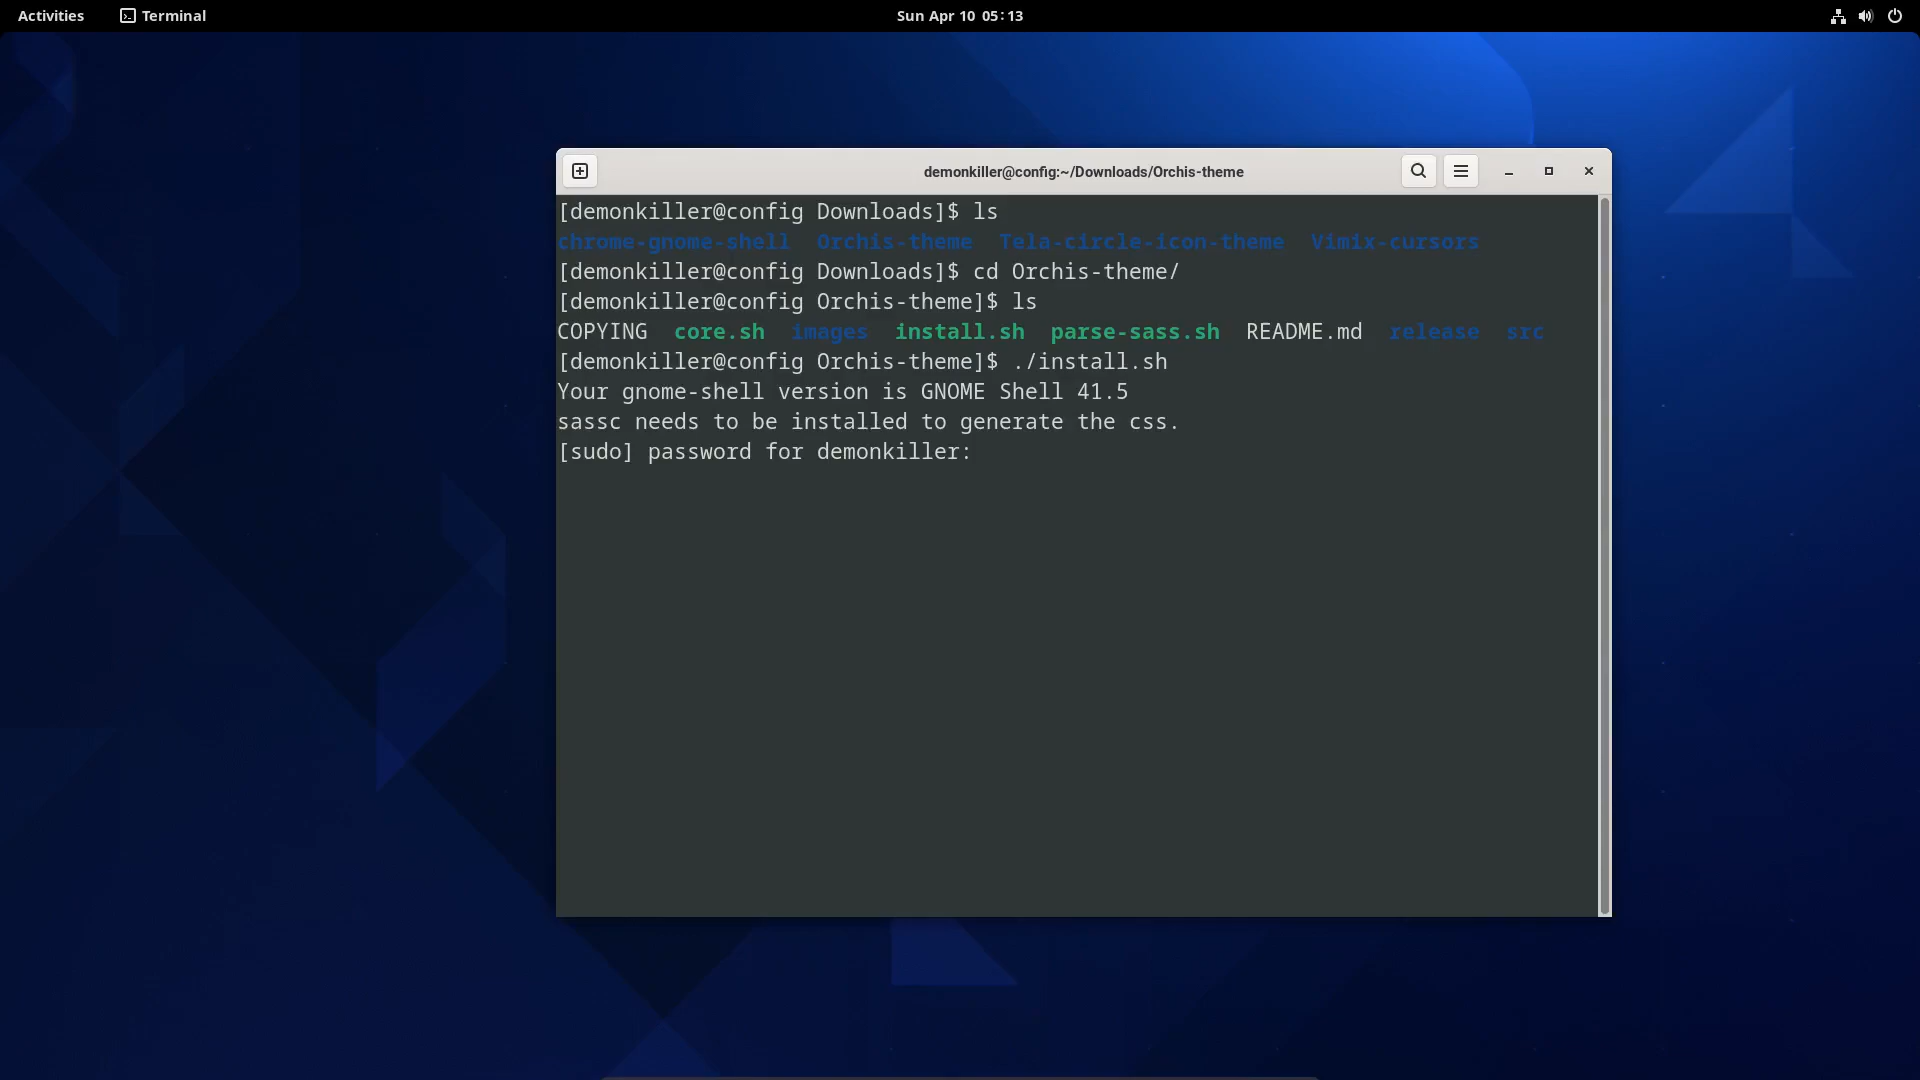 Activities Terminal Sun Apr 10 05:13
demonkiller@config:~/Downloads/Orchis-theme
[demonkiller@config Downloads]$ ls
chrome-gnome-shell Orchis-theme Tela-circle-icon-theme Vimix-cursors
[demonkiller@config Downloads]$ cd Orchis-theme/
[demonkiller@config Orchis-theme]$ ls
COPYING core.sh images install.sh parse-sass.sh README.md release src
[demonkiller@config Orchis-theme]$ ./install.sh
Your gnome-shell version is GNOME Shell 41.5
sassc needs to be installed to generate the css.
[sudo] password for demonkiller: